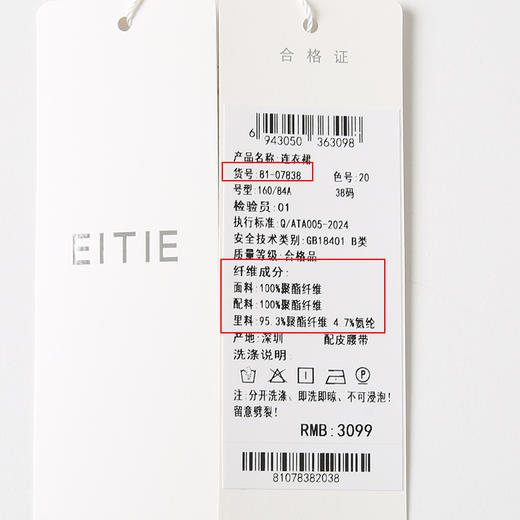 EITIE
合格证
6 943050 363098
产品名称:连衣裙
货号:81-07838 色号:20
号型:160/84A 38码
检验员:01
执行标准:Q/ATA005-2024
安全技术类别:GB18401 B类
质量等级:合格品
纤维成分:
面料:100%聚酯纤维
配料:100%聚酯纤维
里料:95.3%聚酯纤维 4.7%氨纶
产地:深圳 配皮腰带
洗涤说明:
注:分开洗涤、即洗即晾、不可浸泡!
留意劈裂!
RMB:3099
81078382038